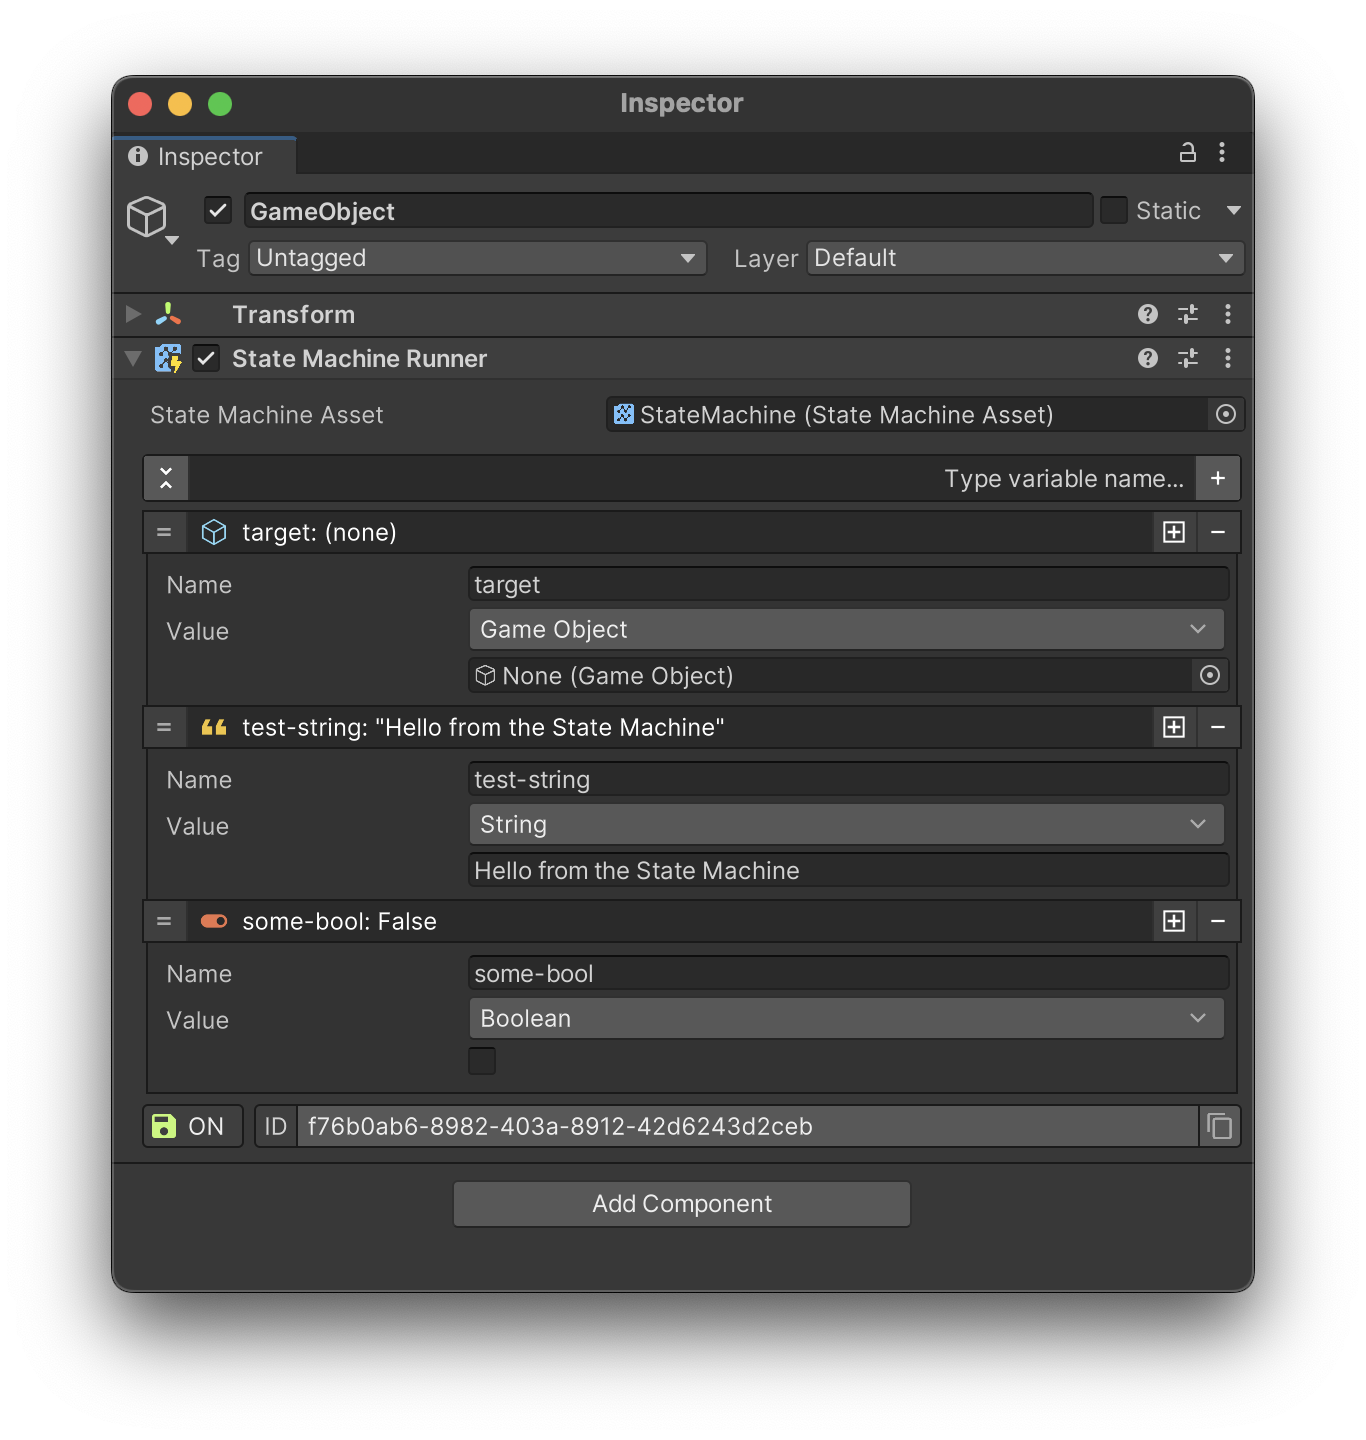 Inspector
Inspector
GameObject
Static
Tag Untagged
Layer Default
Transform
State Machine Runner
State Machine Asset
StateMachine (State Machine Asset)
Type variable name... +
= target: (none)
Name target
Value Game Object
None (Game Object)
= test-string: "Hello from the State Machine"
Name test-string
Value String
Hello from the State Machine
= some-bool: False
Name some-bool
Value Boolean
ON ID f76b0ab6-8982-403a-8912-42d6243d2ceb
Add Component